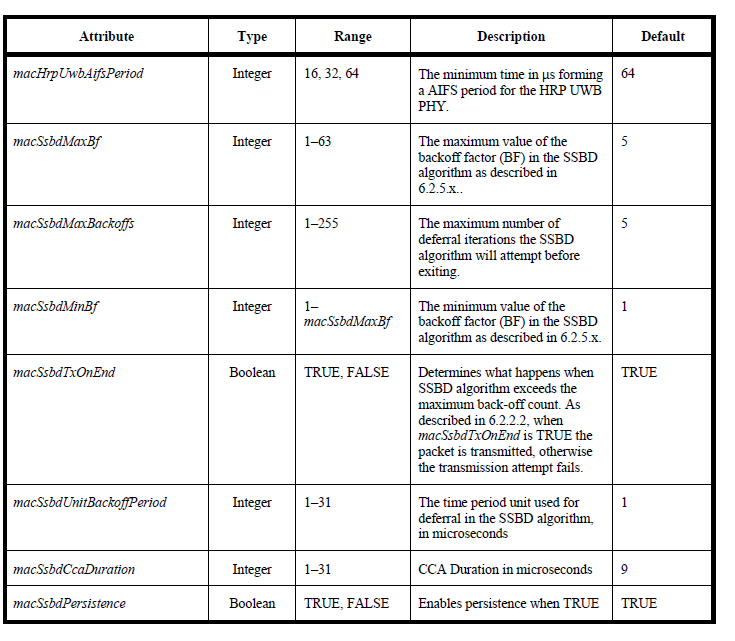 Attribute Type Range Description Default
macHrpUwbAifsPeriod Integer 16, 32, 64 The minimum time in µs forming 64
a AIFS period for the HRP UWB
PHY.
macSsbdMaxBf Integer 1–63 The maximum value of the 5
backoff factor (BF) in the SSBD
algorithm as described in
6.2.5.x..
macSsbdMaxBackoffs Integer 1–255 The maximum number of 5
deferral iterations the SSBD
algorithm will attempt before
exiting.
macSsbdMinBf Integer 1– The minimum value of the 1
macSsbdMaxBf backoff factor (BF) in the SSBD
algorithm as described in 6.2.5.x.
macSsbdTxOnEnd Boolean TRUE, FALSE Determines what happens when TRUE
SSBD algorithm exceeds the
maximum back-off count. As
described in 6.2.2.2, when
macSsbdTxOnEnd is TRUE the
packet is transmitted, otherwise
the transmission attempt fails.
macSsbdUnitBackoffPeriod Integer 1–31 The time period unit used for 1
deferral in the SSBD algorithm,
in microseconds
macSsbdCcaDuration Integer 1–31 CCA Duration in microseconds 9
macSsbdPersistence Boolean TRUE, FALSE Enables persistence when TRUE TRUE